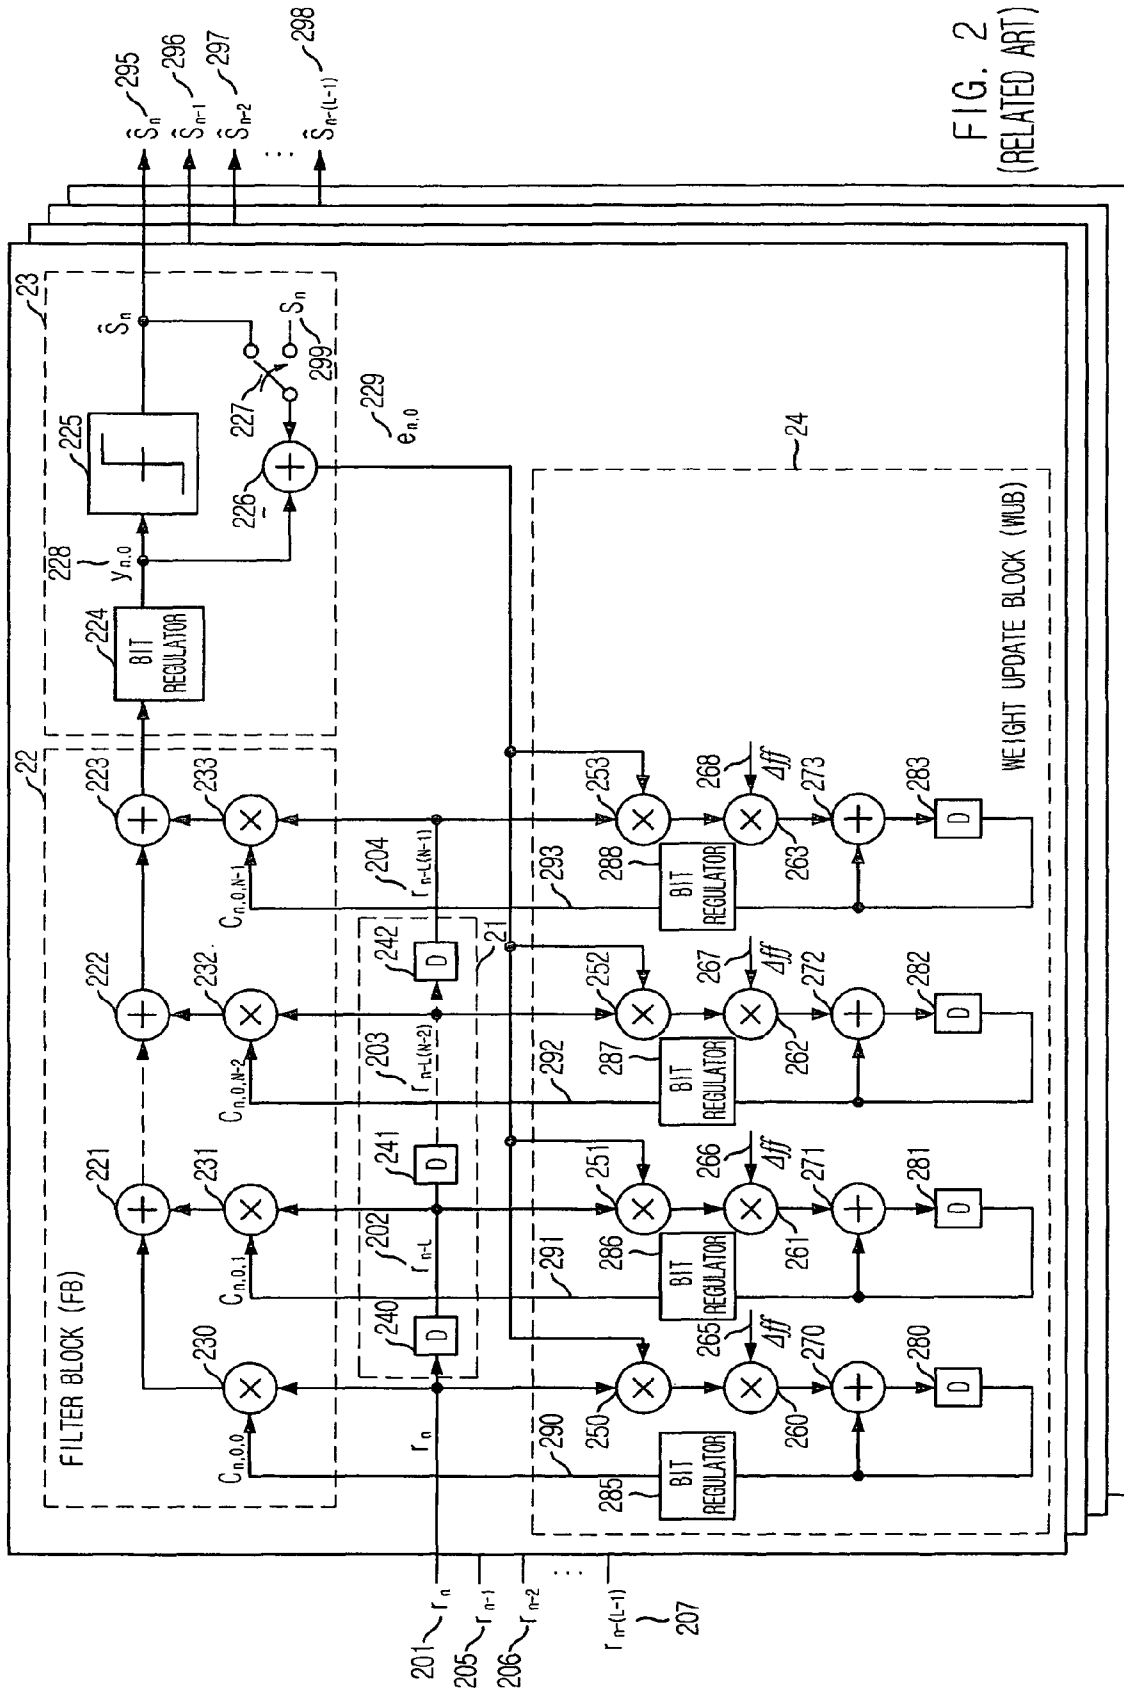 FIG. 2
(RELATED ART)
Ŝn 295
Ŝn-1 296
Ŝn-2 297
⋮
Ŝn-(L-1) 298
22
23
FILTER BLOCK (FB)
221
222
223
224
BIT
REGULATOR
228
yn,0
225
Ŝn
230
231
232
233
226
227
Sn
299
Cn,0,0
Cn,0,1
Cn,0,N-2
Cn,0,N-1
229
en,0
240
D
202
rn-L
241
D
203
rn-L(N-2)
242
D
204
rn-L(N-1)
21
rn
201 rn
205 rn-1
206 rn-2
⋮
rn-(L-1)
207
24
290
291
292
293
250
251
252
253
285
BIT
REGULATOR
286
BIT
REGULATOR
287
BIT
REGULATOR
288
BIT
REGULATOR
265
Δff
266
Δff
267
Δff
268
Δff
260
261
262
263
270
271
272
273
280
D
281
D
282
D
283
D
WEIGHT UPDATE BLOCK (WUB)